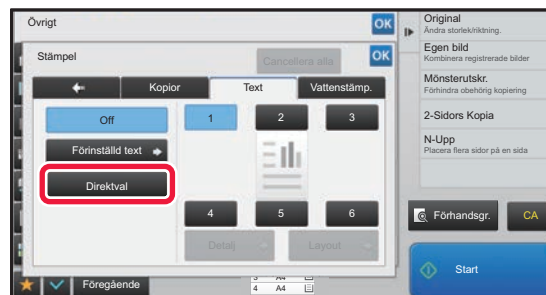 Övrigt
OK
Stämpel
Cancellera alla
OK
Kopior
Text
Vattenstämp.
Off
Förinställd text
Direktval
1
2
3
4
5
6
Detalj
Layout
Föregående
4 A4
Original
Ändra storlek/riktning.
Egen bild
Kombinera registrerade bilder
Mönsterutskr.
Förhindra obehörig kopiering
2-Sidors Kopia
N-Upp
Placera flera sidor på en sida
Förhandsgr.
CA
Start